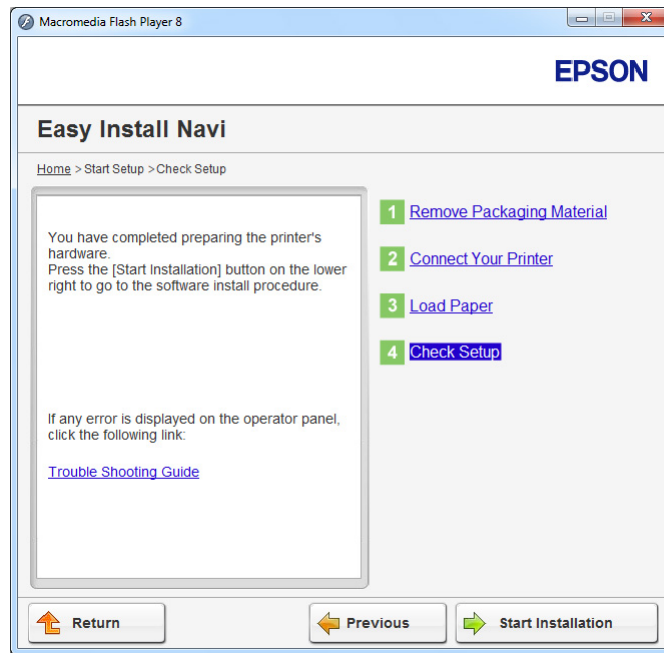 Macromedia Flash Player 8
EPSON
Easy Install Navi
Home > Start Setup >Check Setup
You have completed preparing the printer's
hardware.
Press the [Start Installation] button on the lower
right to go to the software install procedure.
If any error is displayed on the operator panel,
click the following link:
Trouble Shooting Guide
1 Remove Packaging Material
2 Connect Your Printer
3 Load Paper
4 Check Setup
Return
Previous
Start Installation